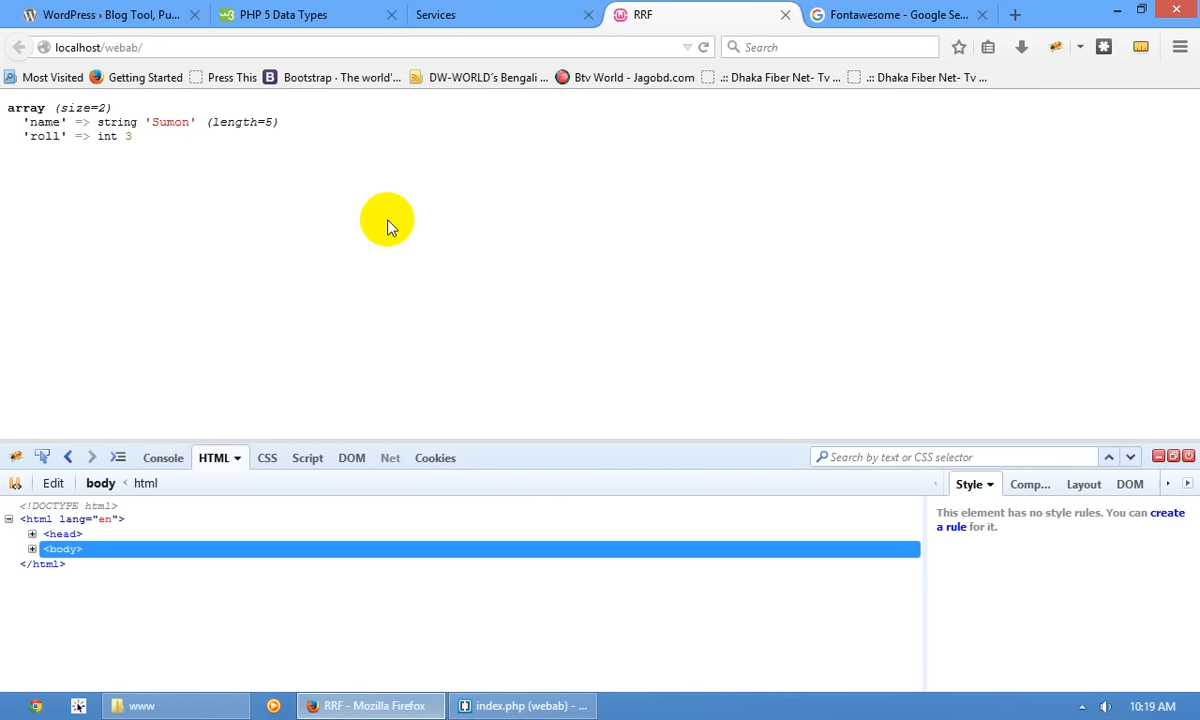 WordPress › Blog Tool, Pu...
PHP 5 Data Types
Services
RRF
Fontawesome - Google Se...
localhost/webab/
Search
Most Visited
Getting Started
Press This
Bootstrap · The world'...
DW-WORLD´s Bengali ...
Btv World - Jagobd.com
.:: Dhaka Fiber Net- Tv ...
.:: Dhaka Fiber Net- Tv ...
array (size=2)
'name' => string 'Sumon' (length=5)
'roll' => int 3
Console
HTML
CSS
Script
DOM
Net
Cookies
Search by text or CSS selector
Edit
body < html
Style
Comp...
Layout
DOM
<!DOCTYPE html>
<html lang="en">
<head>
<body>
</html>
This element has no style rules. You can create
a rule for it.
www
RRF - Mozilla Firefox
index.php (webab) - ...
10:19 AM